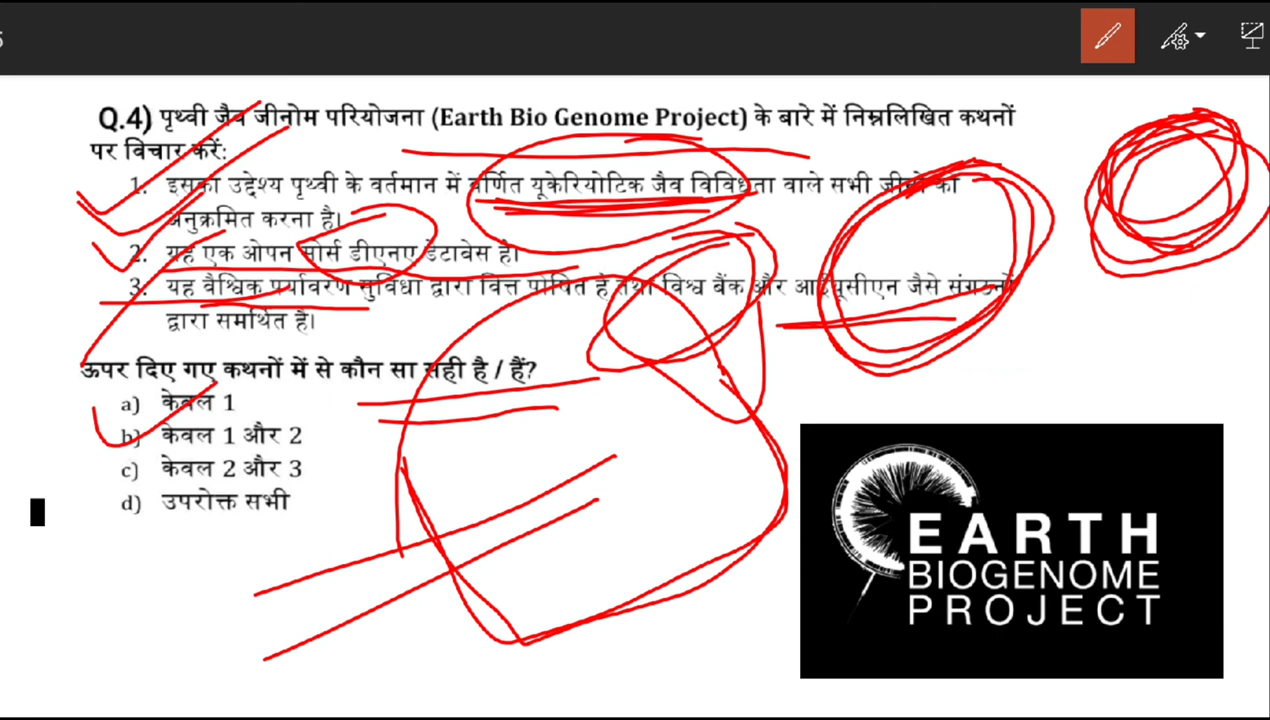 5
Q.4) पृथ्वी जैव जीनोम परियोजना (Earth Bio Genome Project) के बारे में निम्नलिखित कथनों
पर विचार करें:
1. इसका उद्देश्य पृथ्वी के वर्तमान में वर्णित यूकेरियोटिक जैव विविधता वाले सभी जीनों को
अनुक्रमित करना है।
2. यह एक ओपन सोर्स डीएनए डेटाबेस है।
3. यह वैश्विक पर्यावरण सुविधा द्वारा वित्त पोषित है तथा विश्व बैंक और आईयूसीएन जैसे संगठनों
द्वारा समर्थित है।
ऊपर दिए गए कथनों में से कौन सा सही है / हैं?
a) केवल 1
b) केवल 1 और 2
c) केवल 2 और 3
d) उपरोक्त सभी
EARTH
BIOGENOME
PROJECT